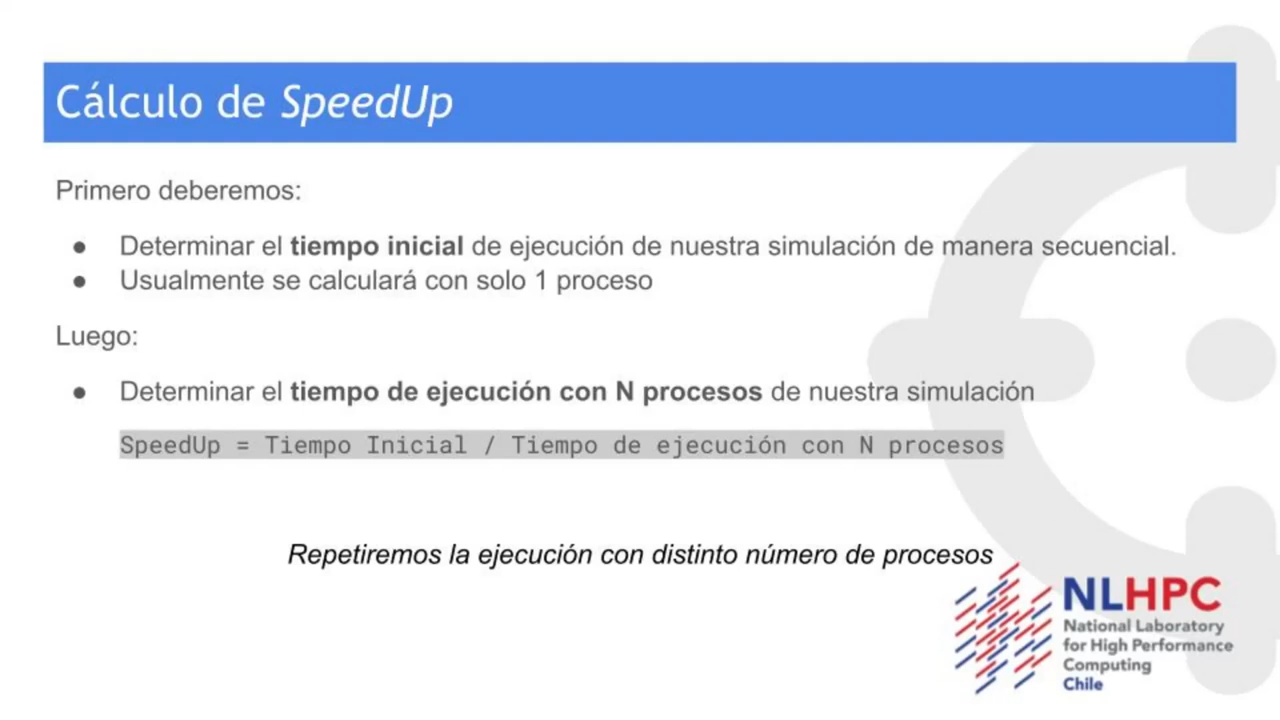 Cálculo de SpeedUp
Primero deberemos:
● Determinar el tiempo inicial de ejecución de nuestra simulación de manera secuencial.
● Usualmente se calculará con solo 1 proceso
Luego:
● Determinar el tiempo de ejecución con N procesos de nuestra simulación
SpeedUp = Tiempo Inicial / Tiempo de ejecución con N procesos
Repetiremos la ejecución con distinto número de procesos
NLHPC
National Laboratory
for High Performance
Computing
Chile